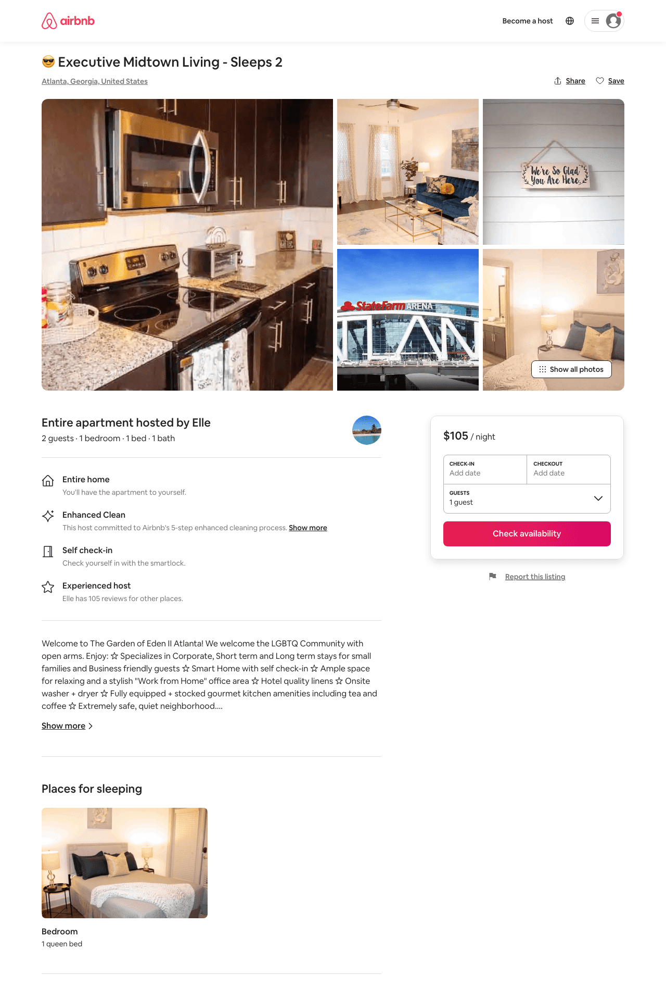 airbnb
Become a host
😎 Executive Midtown Living - Sleeps 2
Atlanta, Georgia, United States
Share
Save
We're So Glad
You Are Here.
StateFarm ARENA
Show all photos
Entire apartment hosted by Elle
2 guests · 1 bedroom · 1 bed · 1 bath
Entire home
You'll have the apartment to yourself.
Enhanced Clean
This host committed to Airbnb's 5-step enhanced cleaning process. Show more
Self check-in
Check yourself in with the smartlock.
Experienced host
Elle has 105 reviews for other places.
Welcome to The Garden of Eden II Atlanta! We welcome the LGBTQ Community with
open arms. Enjoy: ☆ Specializes in Corporate, Short term and Long term stays for small
families and Business friendly guests ☆ Smart Home with self check-in ☆ Ample space
for relaxing and a stylish "Work from Home" office area ☆ Hotel quality linens ☆ Onsite
washer + dryer ☆ Fully equipped + stocked gourmet kitchen amenities including tea and
coffee ☆ Extremely safe, quiet neighborhood....
Show more
Places for sleeping
Bedroom
1 queen bed
$105 / night
CHECK-IN
Add date
CHECKOUT
Add date
GUESTS
1 guest
Check availability
Report this listing